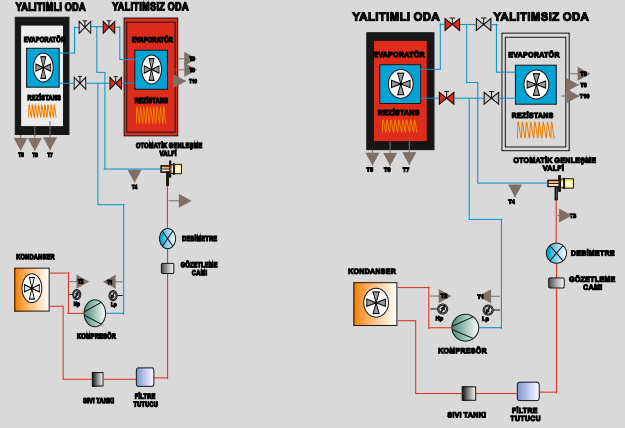 YALITIMLI ODA
YALITIMSIZ ODA
EVAPORATÖR
EVAPORATÖR
REZİSTANS
REZİSTANS
T10
T5
T6
T7
OTOMATİK GENLEŞME
VALFİ
T4
DEBİMETRE
GÖZETLEME
CAMI
KONDANSER
T2
T1
Hp
Lp
KOMPRESÖR
SIVI TANKI
FİLTRE
TUTUCU
YALITIMLI ODA
YALITIMSIZ ODA
EVAPORATÖR
EVAPORATÖR
REZİSTANS
REZİSTANS
T8
T9
T10
T5
T6
T7
OTOMATİK GENLEŞME
VALFİ
T4
T3
DEBİMETRE
GÖZETLEME
CAMI
KONDANSER
T2
T1
Hp
Lp
KOMPRESÖR
SIVI TANKI
FİLTRE
TUTUCU